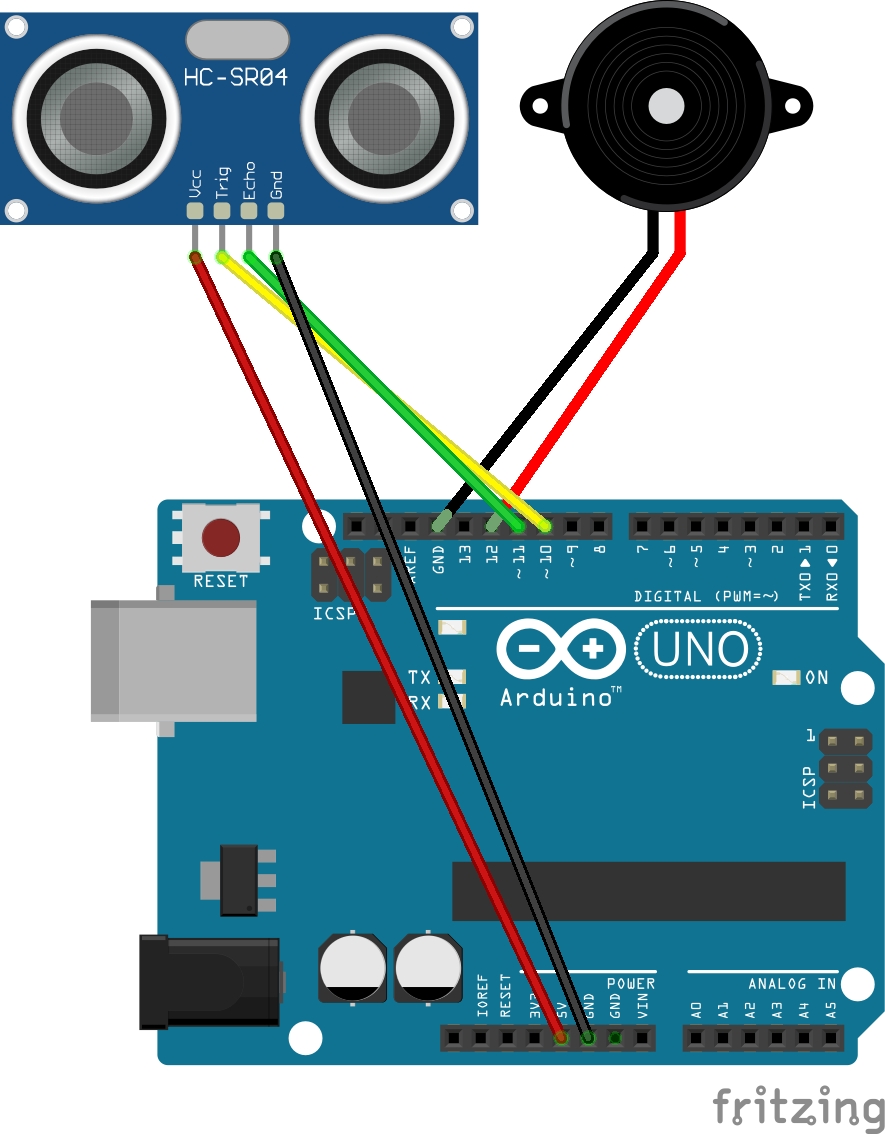 HC-SR04
Vcc
Trig
Echo
Gnd
RESET
ICSP
AREF
GND
13
12
~11
~10
~9
8
7
~6
~5
4
~3
2
TX0▶1
RX0◀0
DIGITAL (PWM=~)
TX
RX
Arduino™
UNO
ON
1
ICSP
POWER
ANALOG IN
IOREF
RESET
3V3
5V
GND
GND
VIN
A0
A1
A2
A3
A4
A5
fritzing